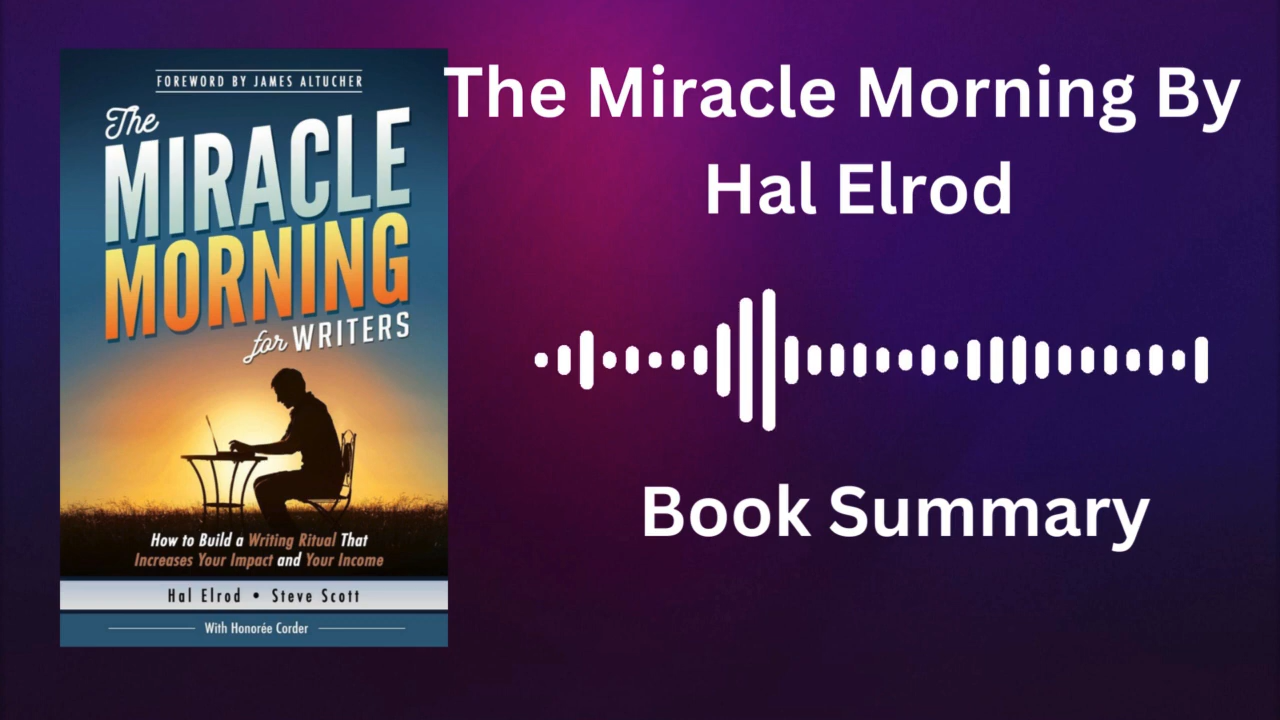 FOREWORD BY JAMES ALTUCHER
The
MIRACLE
MORNING
for WRITERS
How to Build a Writing Ritual That
Increases Your Impact and Your Income
Hal Elrod • Steve Scott
With Honorée Corder
The Miracle Morning By
Hal Elrod
Book Summary